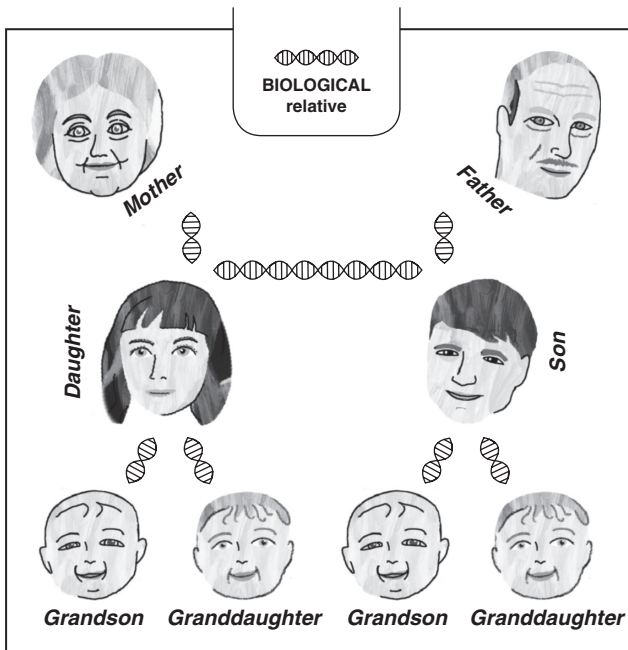 BIOLOGICAL
relative
Mother
Father
Daughter
Son
Grandson
Granddaughter
Grandson
Granddaughter